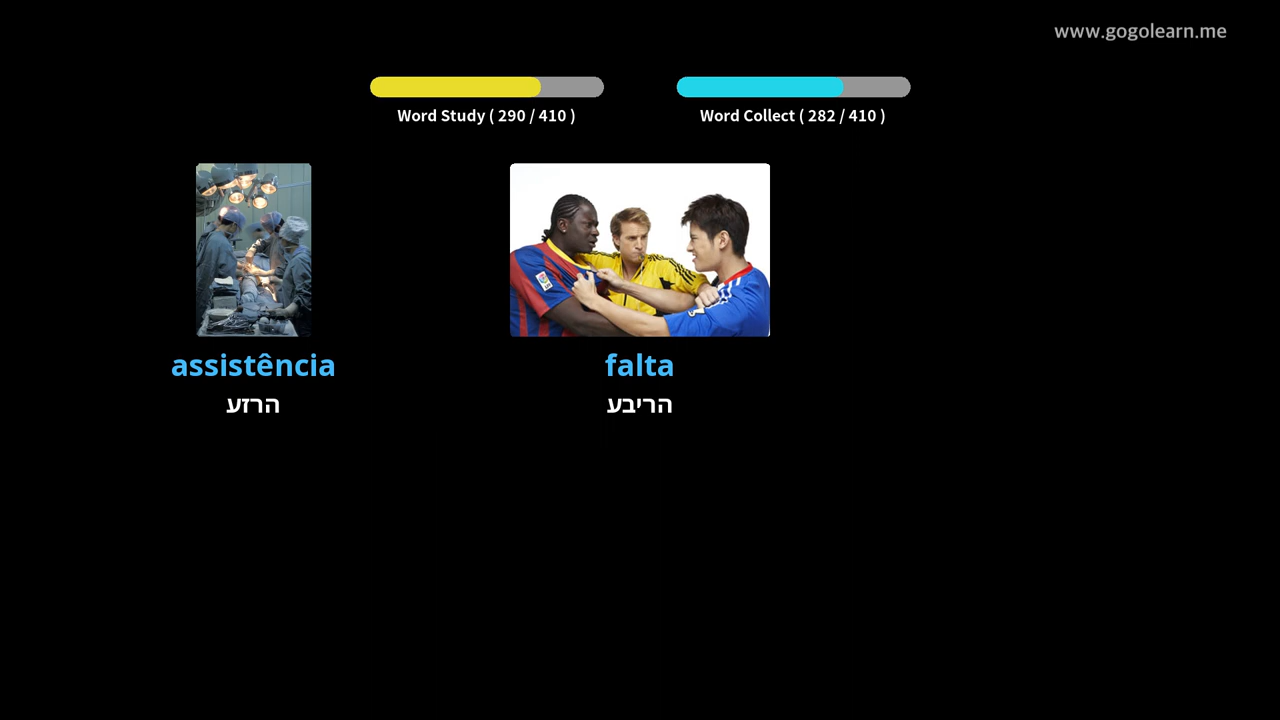 www.gogolearn.me
Word Study ( 290 / 410 )
Word Collect ( 282 / 410 )
assistência
הרזע
falta
הריבע